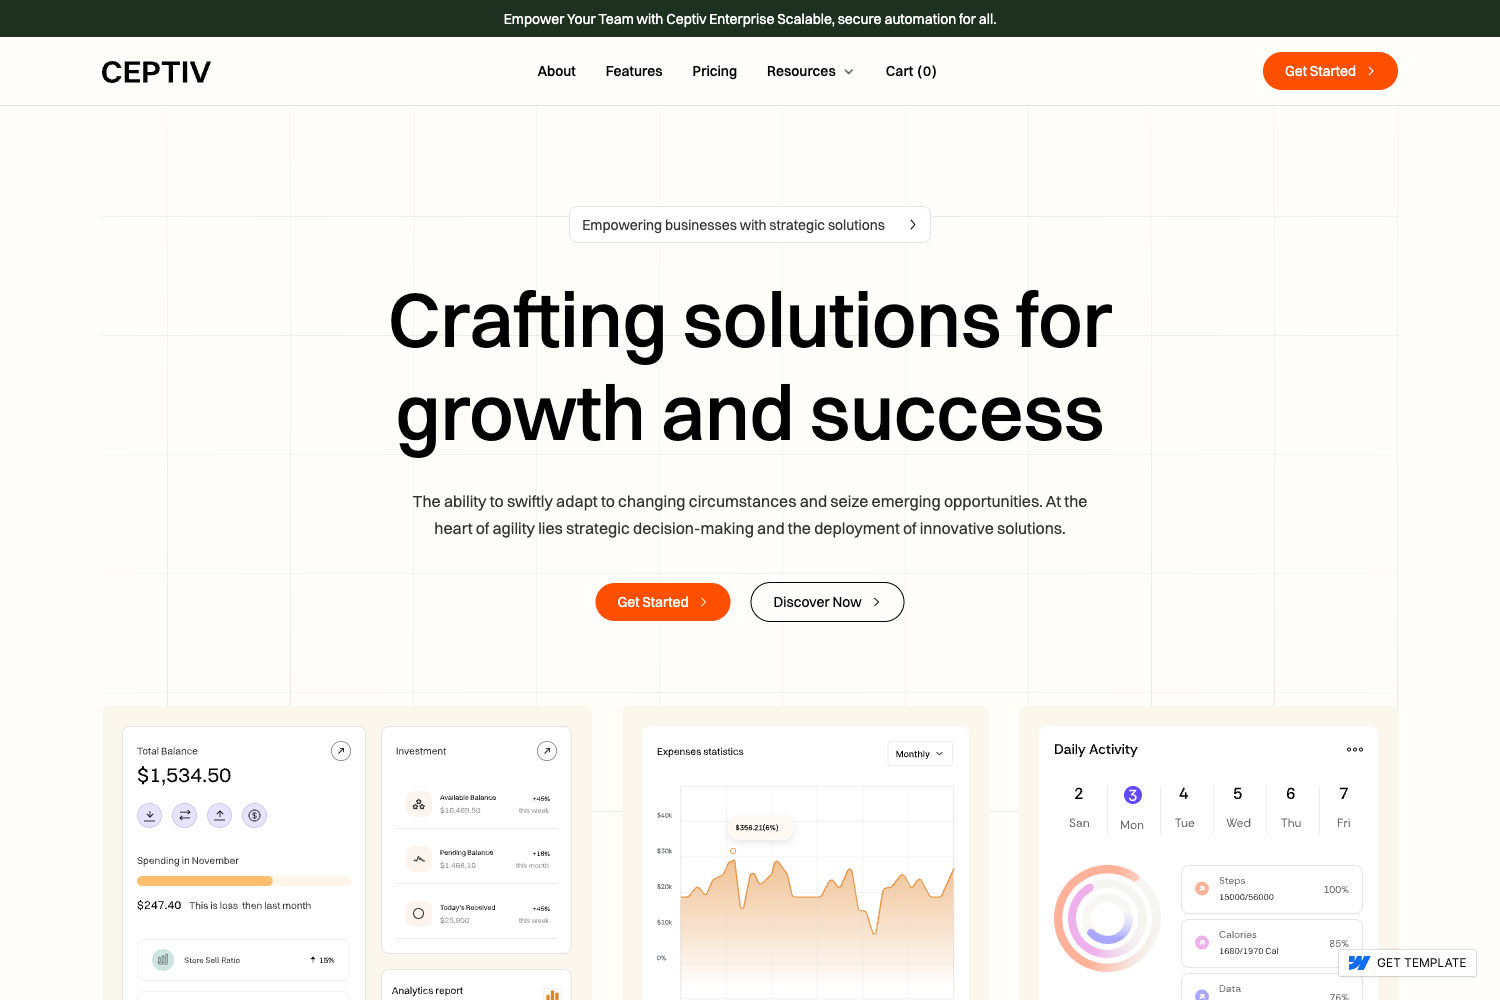 Empower Your Team with Ceptiv Enterprise Scalable, secure automation for all.
CEPTIV
About
Features
Pricing
Resources
Cart (0)
Get Started
Empowering businesses with strategic solutions
Crafting solutions for
growth and success
The ability to swiftly adapt to changing circumstances and seize emerging opportunities. At the
heart of agility lies strategic decision-making and the deployment of innovative solutions.
Get Started
Discover Now
Total Balance
$1,534.50
Spending in November
$247.40 This is loss then last month
Store Sell Ratio
15%
Investment
Available Balance
+45%
$16,469.50
this week
Pending Balance
+18%
$1,468.10
this month
Today's Received
+45%
$25,900
this week
Analytics report
Expenses statistics
Monthly
$40k
$356.21(6%)
$30k
$20k
$10k
0%
Daily Activity
2 3 4 5 6 7
San Mon Tue Wed Thu Fri
Steps
15000/56000
100%
Calories
1680/1970 Cal
85%
Data
76%
GET TEMPLATE